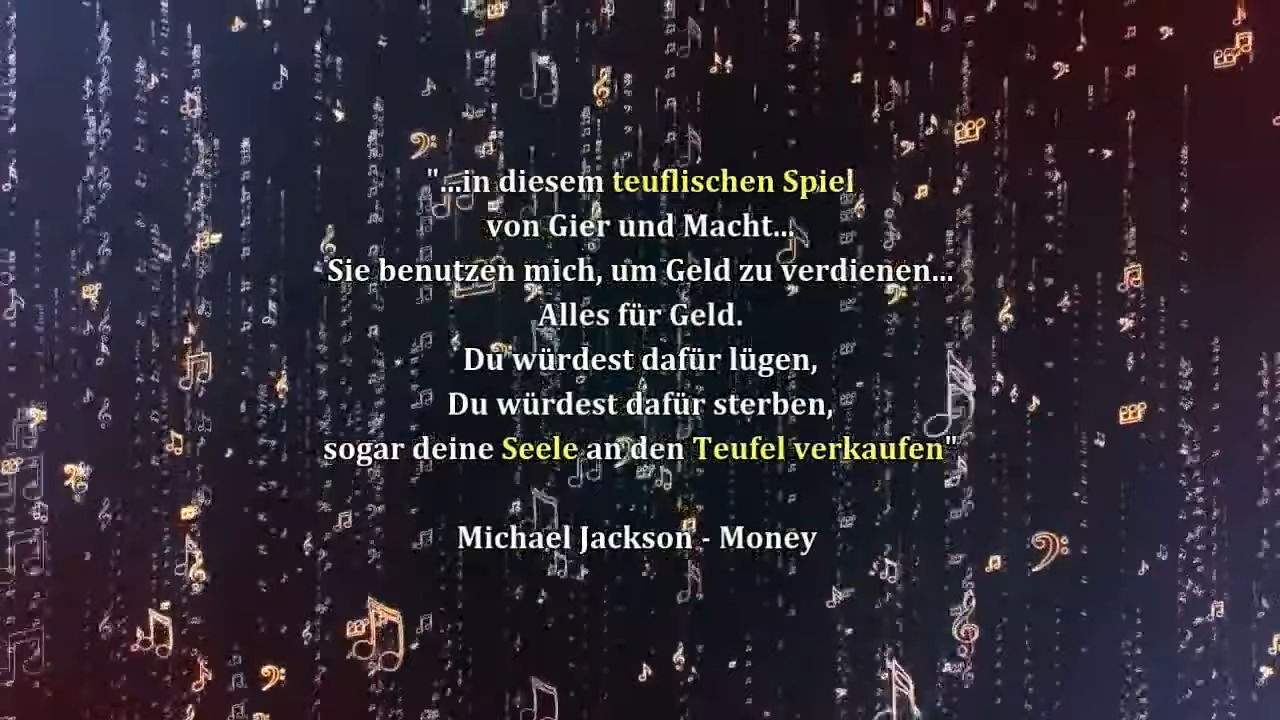 "...in diesem teuflischen Spiel
von Gier und Macht...
Sie benutzen mich, um Geld zu verdienen...
Alles für Geld.
Du würdest dafür lügen,
Du würdest dafür sterben,
sogar deine Seele an den Teufel verkaufen"
Michael Jackson - Money